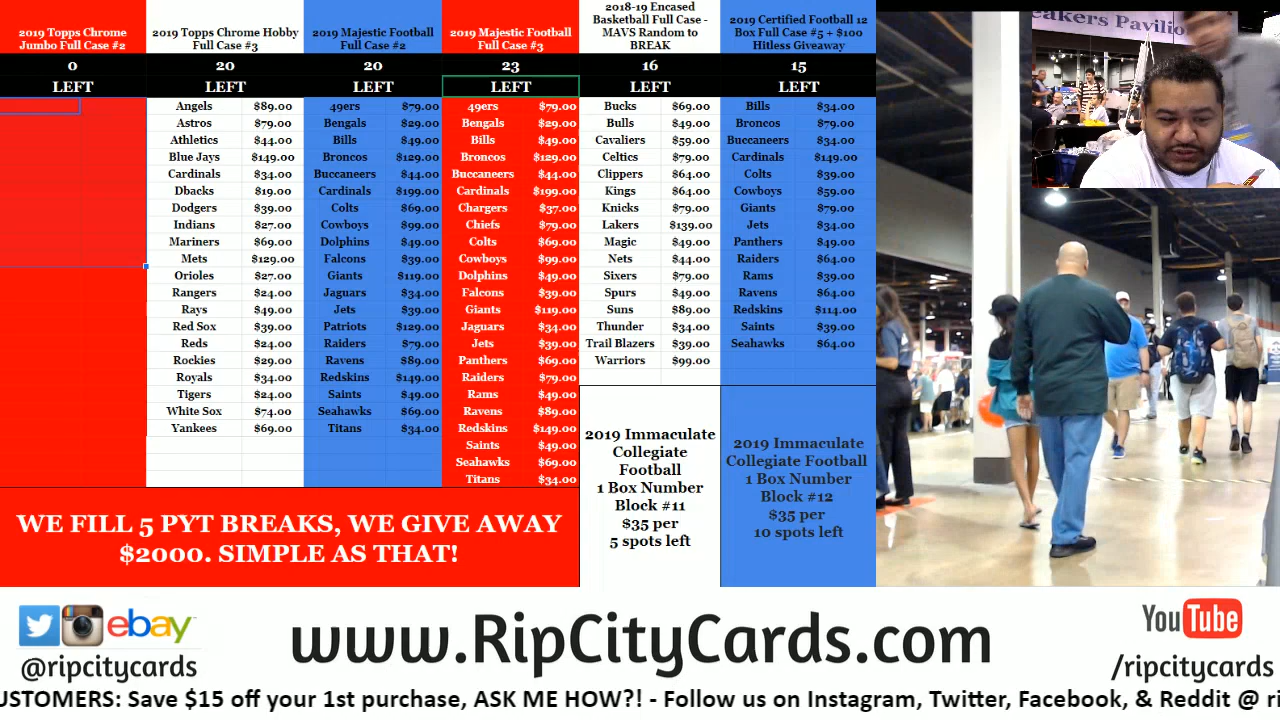 2019 Topps Chrome
Jumbo Full Case #2
0
LEFT
2019 Topps Chrome Hobby
Full Case #3
20
LEFT
Angels $89.00
Astros $79.00
Athletics $44.00
Blue Jays $149.00
Cardinals $34.00
Dbacks $19.00
Dodgers $39.00
Indians $27.00
Mariners $69.00
Mets $129.00
Orioles $27.00
Rangers $24.00
Rays $49.00
Red Sox $39.00
Reds $24.00
Rockies $29.00
Royals $34.00
Tigers $24.00
White Sox $74.00
Yankees $69.00
2019 Majestic Football
Full Case #2
20
LEFT
49ers $79.00
Bengals $29.00
Bills $49.00
Broncos $129.00
Buccaneers $44.00
Cardinals $199.00
Colts $69.00
Cowboys $99.00
Dolphins $49.00
Falcons $39.00
Giants $119.00
Jaguars $34.00
Jets $39.00
Patriots $129.00
Raiders $79.00
Ravens $89.00
Redskins $149.00
Saints $49.00
Seahawks $69.00
Titans $34.00
2019 Majestic Football
Full Case #3
23
LEFT
49ers $79.00
Bengals $29.00
Bills $49.00
Broncos $129.00
Buccaneers $44.00
Cardinals $199.00
Chargers $37.00
Chiefs $79.00
Colts $69.00
Cowboys $99.00
Dolphins $49.00
Falcons $39.00
Giants $119.00
Jaguars $34.00
Jets $39.00
Panthers $69.00
Raiders $79.00
Rams $49.00
Ravens $89.00
Redskins $149.00
Saints $49.00
Seahawks $69.00
Titans $34.00
2018-19 Encased
Basketball Full Case -
MAVS Random to
BREAK
16
LEFT
Bucks $69.00
Bulls $49.00
Cavaliers $59.00
Celtics $79.00
Clippers $64.00
Kings $64.00
Knicks $79.00
Lakers $139.00
Magic $49.00
Nets $44.00
Sixers $79.00
Spurs $49.00
Suns $89.00
Thunder $34.00
Trail Blazers $39.00
Warriors $99.00
2019 Certified Football 12
Box Full Case #5 + $100
Hitless Giveaway
15
LEFT
Bills $34.00
Broncos $79.00
Buccaneers $34.00
Cardinals $149.00
Colts $39.00
Cowboys $59.00
Giants $79.00
Jets $34.00
Panthers $49.00
Raiders $64.00
Rams $39.00
Ravens $64.00
Redskins $114.00
Saints $39.00
Seahawks $64.00
2019 Immaculate
Collegiate
Football
1 Box Number
Block #11
$35 per
5 spots left
2019 Immaculate
Collegiate Football
1 Box Number
Block #12
$35 per
10 spots left
WE FILL 5 PYT BREAKS, WE GIVE AWAY
$2000. SIMPLE AS THAT!
eakers Pavilio
ebay
@ripcitycards
www.RipCityCards.com
YouTube
/ripcitycards
USTOMERS: Save $15 off your 1st purchase, ASK ME HOW?! - Follow us on Instagram, Twitter, Facebook, & Reddit @ ri